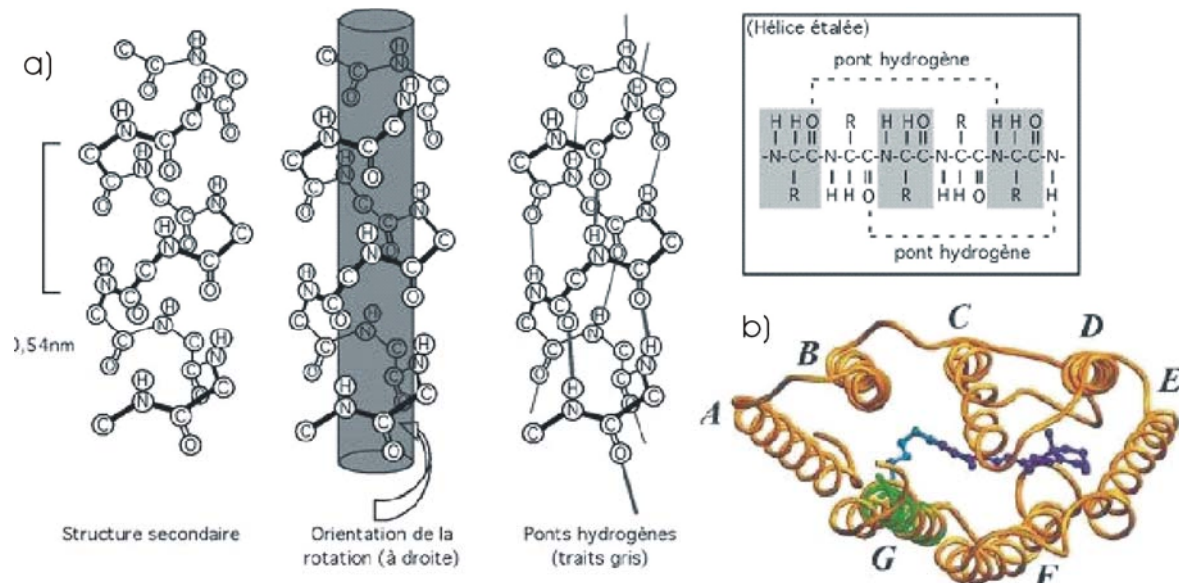 a)
0,54nm
Structure secondaire
Orientation de la
rotation (à droite)
Ponts hydrogènes
(traits gris)
(Hélice étalée)
pont hydrogène
H H O R H H O R H H O
-N-C-C-N-C-C-N-C-C-N-C-C-N-C-C-N-
R H H O R H H O R H
pont hydrogène
b)
A
B
C
D
E
F
G